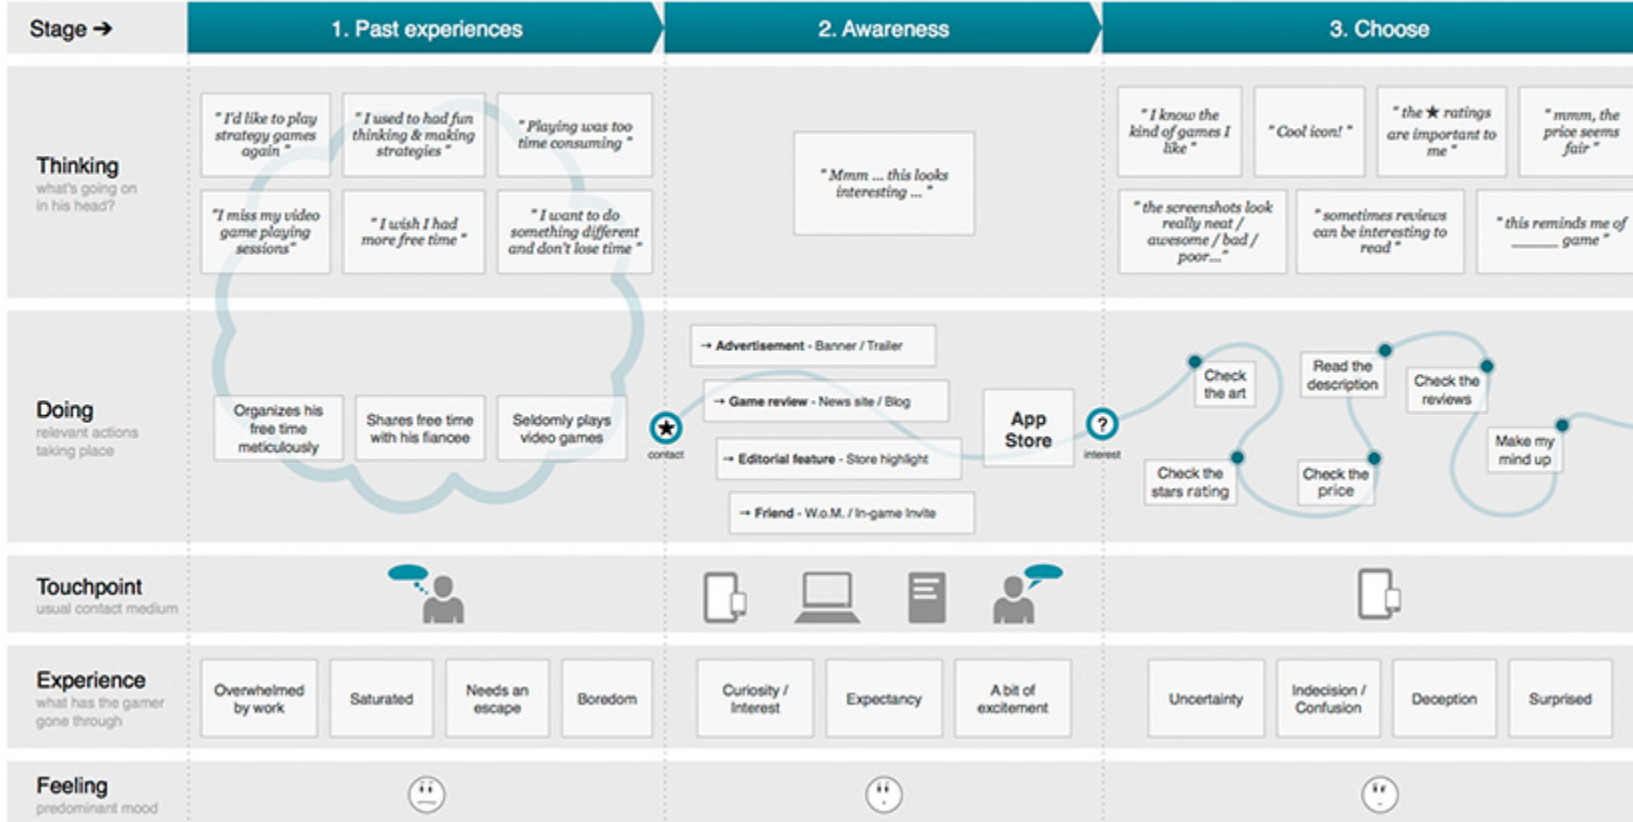 Stage ➔
1. Past experiences
2. Awareness
3. Choose
Thinking
what's going on
in his head?
" I'd like to play
strategy games
again "
" I used to had fun
thinking & making
strategies "
" Playing was too
time consuming "
"I miss my video
game playing
sessions"
" I wish I had
more free time "
" I want to do
something different
and don't lose time "
" Mmm ... this looks
interesting ... "
" I know the
kind of games I
like "
" Cool icon! "
" the ★ ratings
are important to
me "
" mmm, the
price seems
fair "
" the screenshots look
really neat /
awesome / bad /
poor..."
" sometimes reviews
can be interesting to
read "
" this reminds me of
______ game "
Doing
relevant actions
taking place
Organizes his
free time
meticulously
Shares free time
with his fiancee
Seldomly plays
video games
★
contact
→ Advertisement - Banner / Trailer
→ Game review - News site / Blog
→ Editorial feature - Store highlight
→ Friend - W.o.M. / In-game Invite
App
Store
?
interest
Check
the art
Read the
description
Check the
reviews
Check the
stars rating
Check the
price
Make my
mind up
Touchpoint
usual contact medium
Experience
what has the gamer
gone through
Overwhelmed
by work
Saturated
Needs an
escape
Boredom
Curiosity /
Interest
Expectancy
A bit of
excitement
Uncertainty
Indecision /
Confusion
Deception
Surprised
Feeling
predominant mood